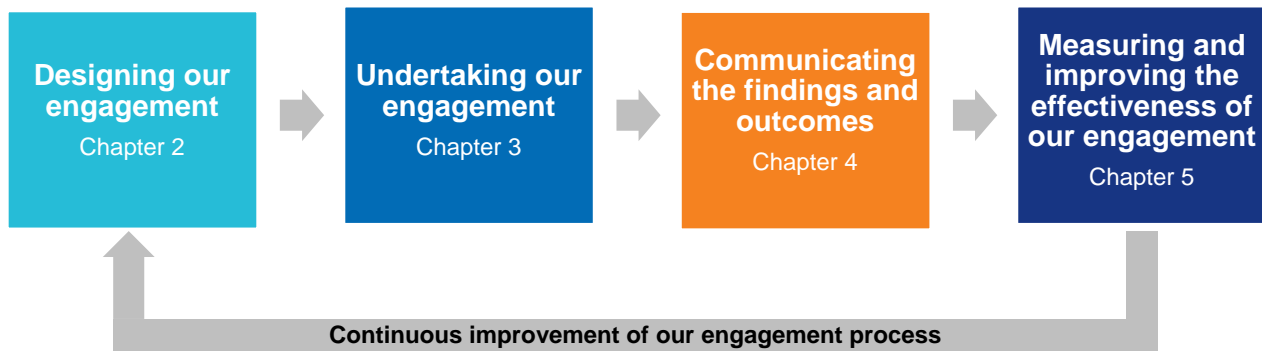 Designing our
engagement
Chapter 2
Undertaking our
engagement
Chapter 3
Communicating
the findings and
outcomes
Chapter 4
Measuring and
improving the
effectiveness of
our engagement
Chapter 5
Continuous improvement of our engagement process